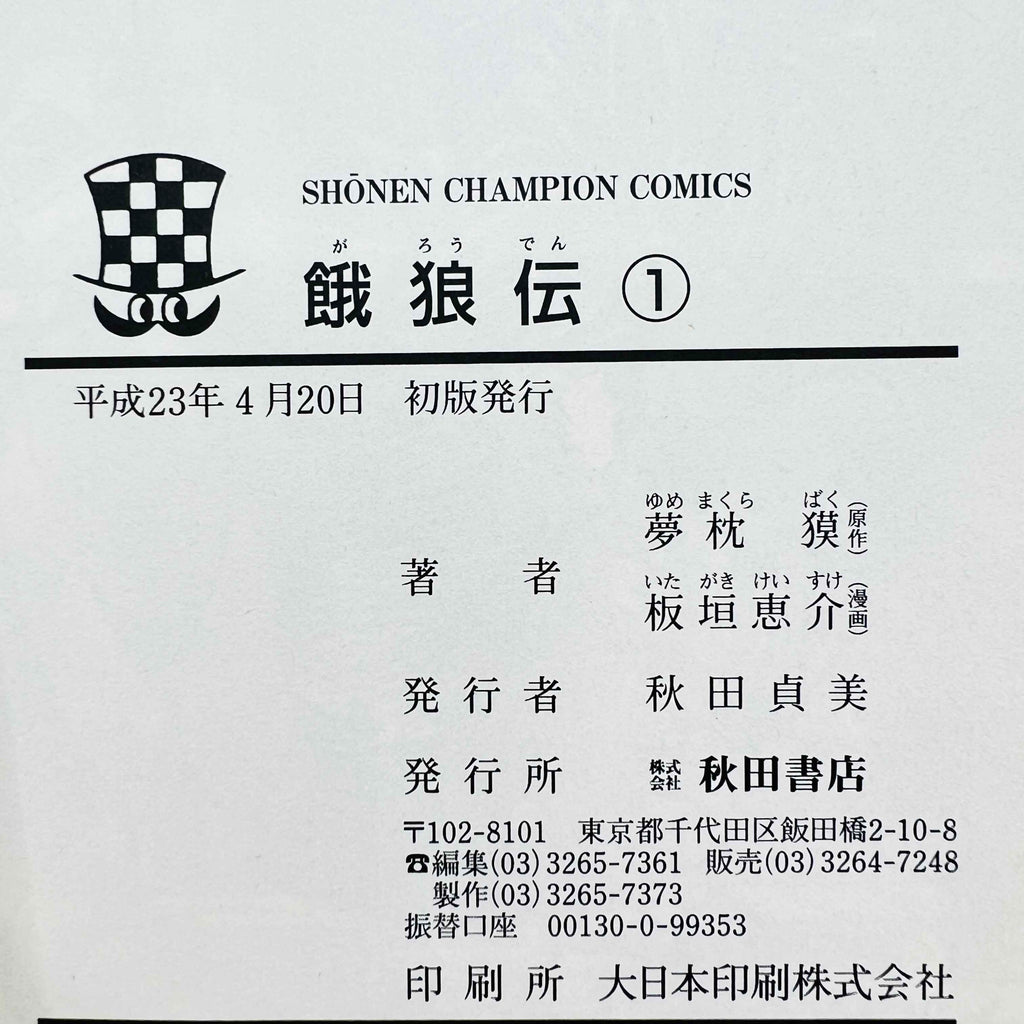 SHŌNEN CHAMPION COMICS
が ろう でん
餓狼伝①
平成23年4月20日 初版発行
ゆめ まくら ばく
著者 夢枕 獏(原作)
いた がき けい すけ
板垣恵介(漫画)
発行者 秋田貞美
発行所 株式会社 秋田書店
〒102-8101 東京都千代田区飯田橋2-10-8
☎編集(03)3265-7361 販売(03)3264-7248
製作(03)3265-7373
振替口座 00130-0-99353
印刷所 大日本印刷株式会社